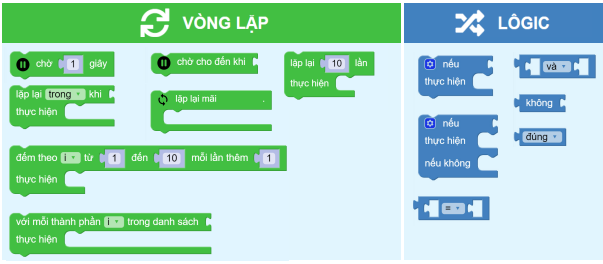 VÒNG LẶP
LÔGIC
chờ 1 giây
chờ cho đến khi
lặp lại 10 lần
thực hiện
lặp lại trong khi
thực hiện
lặp lại mãi .
đếm theo i từ 1 đến 10 mỗi lần thêm 1
thực hiện
với mỗi thành phần i trong danh sách
thực hiện
nếu
thực hiện
và
không
nếu
thực hiện
nếu không
đúng
=